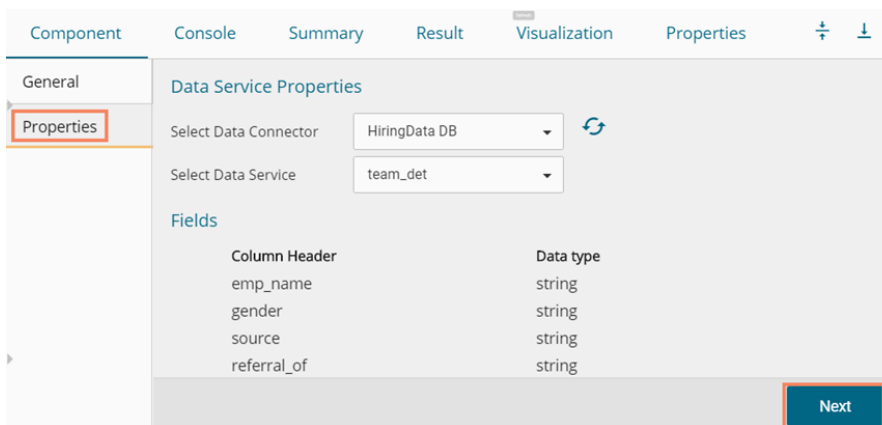 Component Console Summary Result Visualization Properties
General
Properties
Data Service Properties
Select Data Connector HiringData DB
Select Data Service team_det
Fields
Column Header Data type
emp_name string
gender string
source string
referral_of string
Next